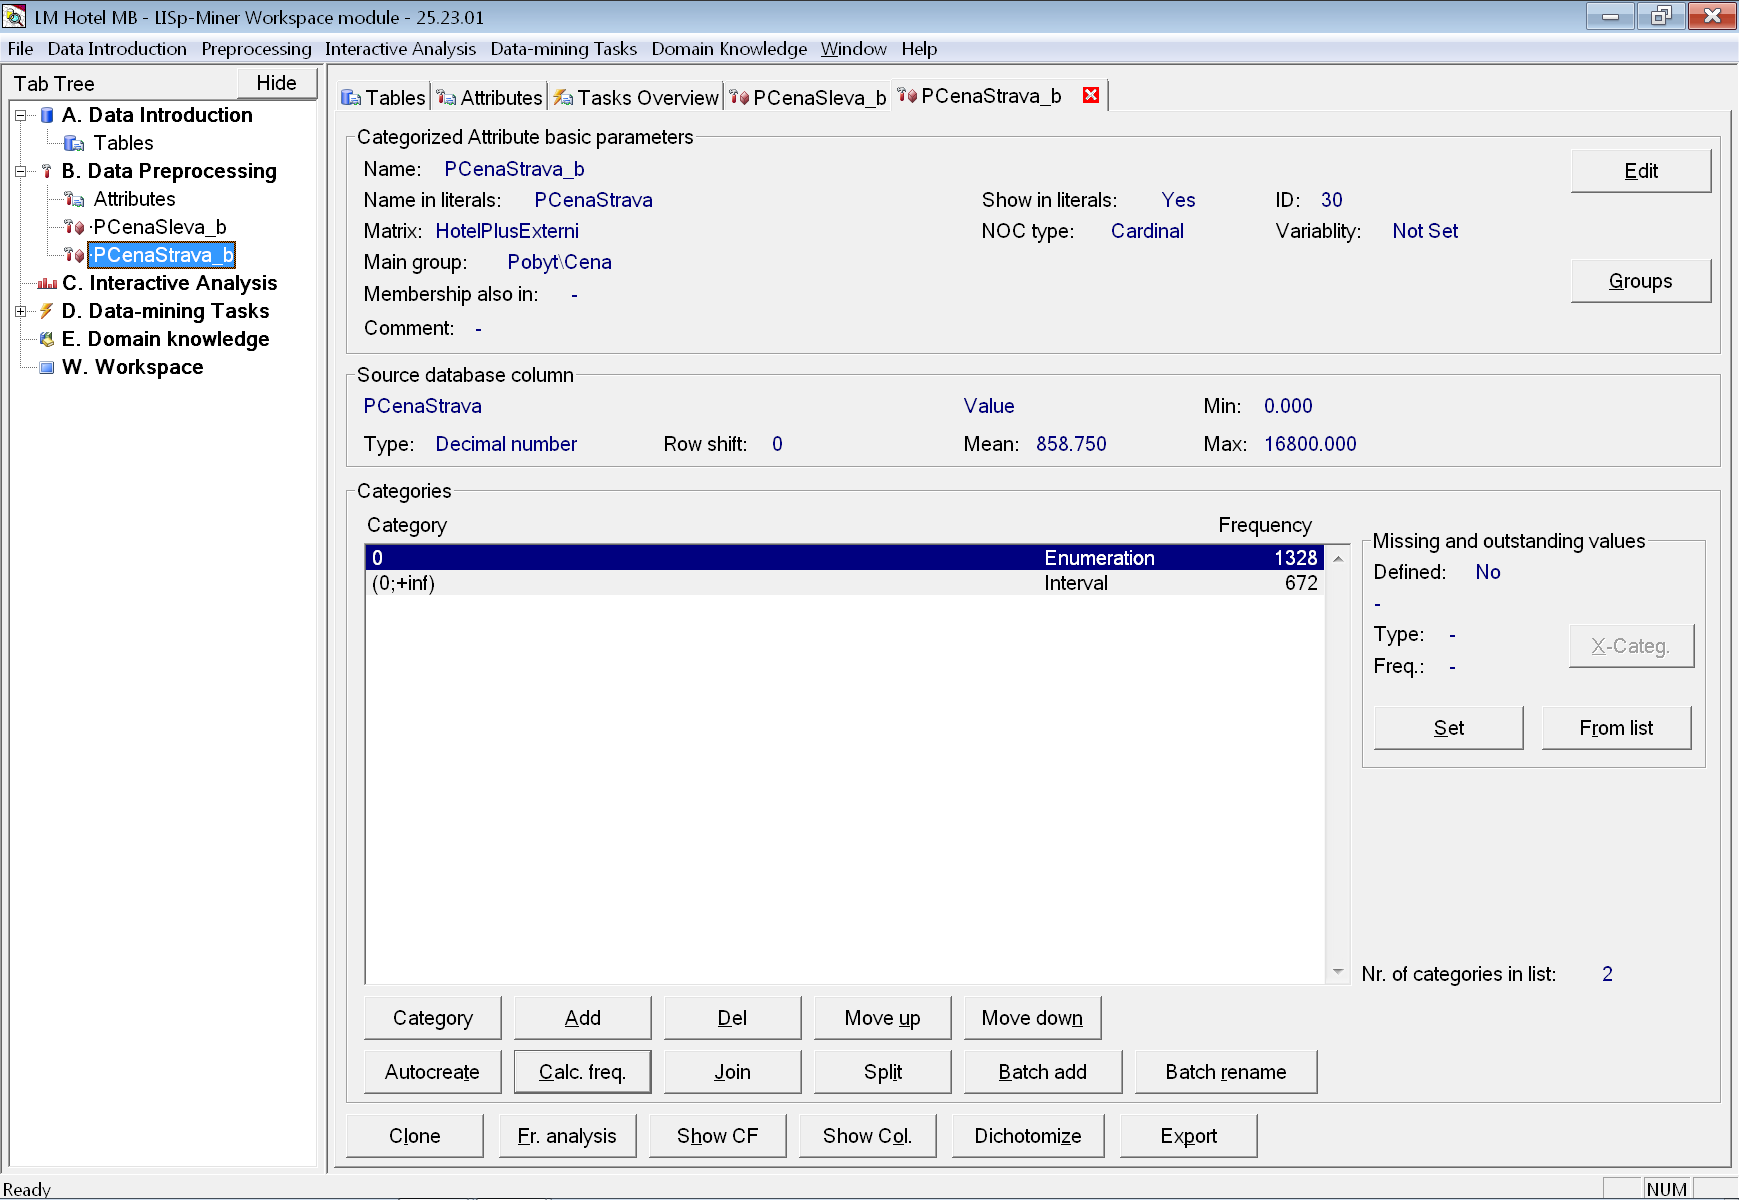 LM Hotel MB - LISp-Miner Workspace module - 25.23.01
File Data Introduction Preprocessing Interactive Analysis Data-mining Tasks Domain Knowledge Window Help
Tab Tree Hide
A. Data Introduction
Tables
B. Data Preprocessing
Attributes
·PCenaSleva_b
·PCenaStrava_b
C. Interactive Analysis
D. Data-mining Tasks
E. Domain knowledge
W. Workspace
Tables Attributes Tasks Overview PCenaSleva_b PCenaStrava_b
Categorized Attribute basic parameters
Name: PCenaStrava_b Edit
Name in literals: PCenaStrava Show in literals: Yes ID: 30
Matrix: HotelPlusExterni NOC type: Cardinal Variablity: Not Set
Main group: Pobyt\Cena
Groups
Membership also in: -
Comment: -
Source database column
PCenaStrava Value Min: 0.000
Type: Decimal number Row shift: 0 Mean: 858.750 Max: 16800.000
Categories
Category Frequency
0 Enumeration 1328
(0;+inf) Interval 672
Missing and outstanding values
Defined: No
-
Type: -
X-Categ.
Freq.: -
Set From list
Nr. of categories in list: 2
Category Add Del Move up Move down
Autocreate Calc. freq. Join Split Batch add Batch rename
Clone Fr. analysis Show CF Show Col. Dichotomize Export
Ready NUM